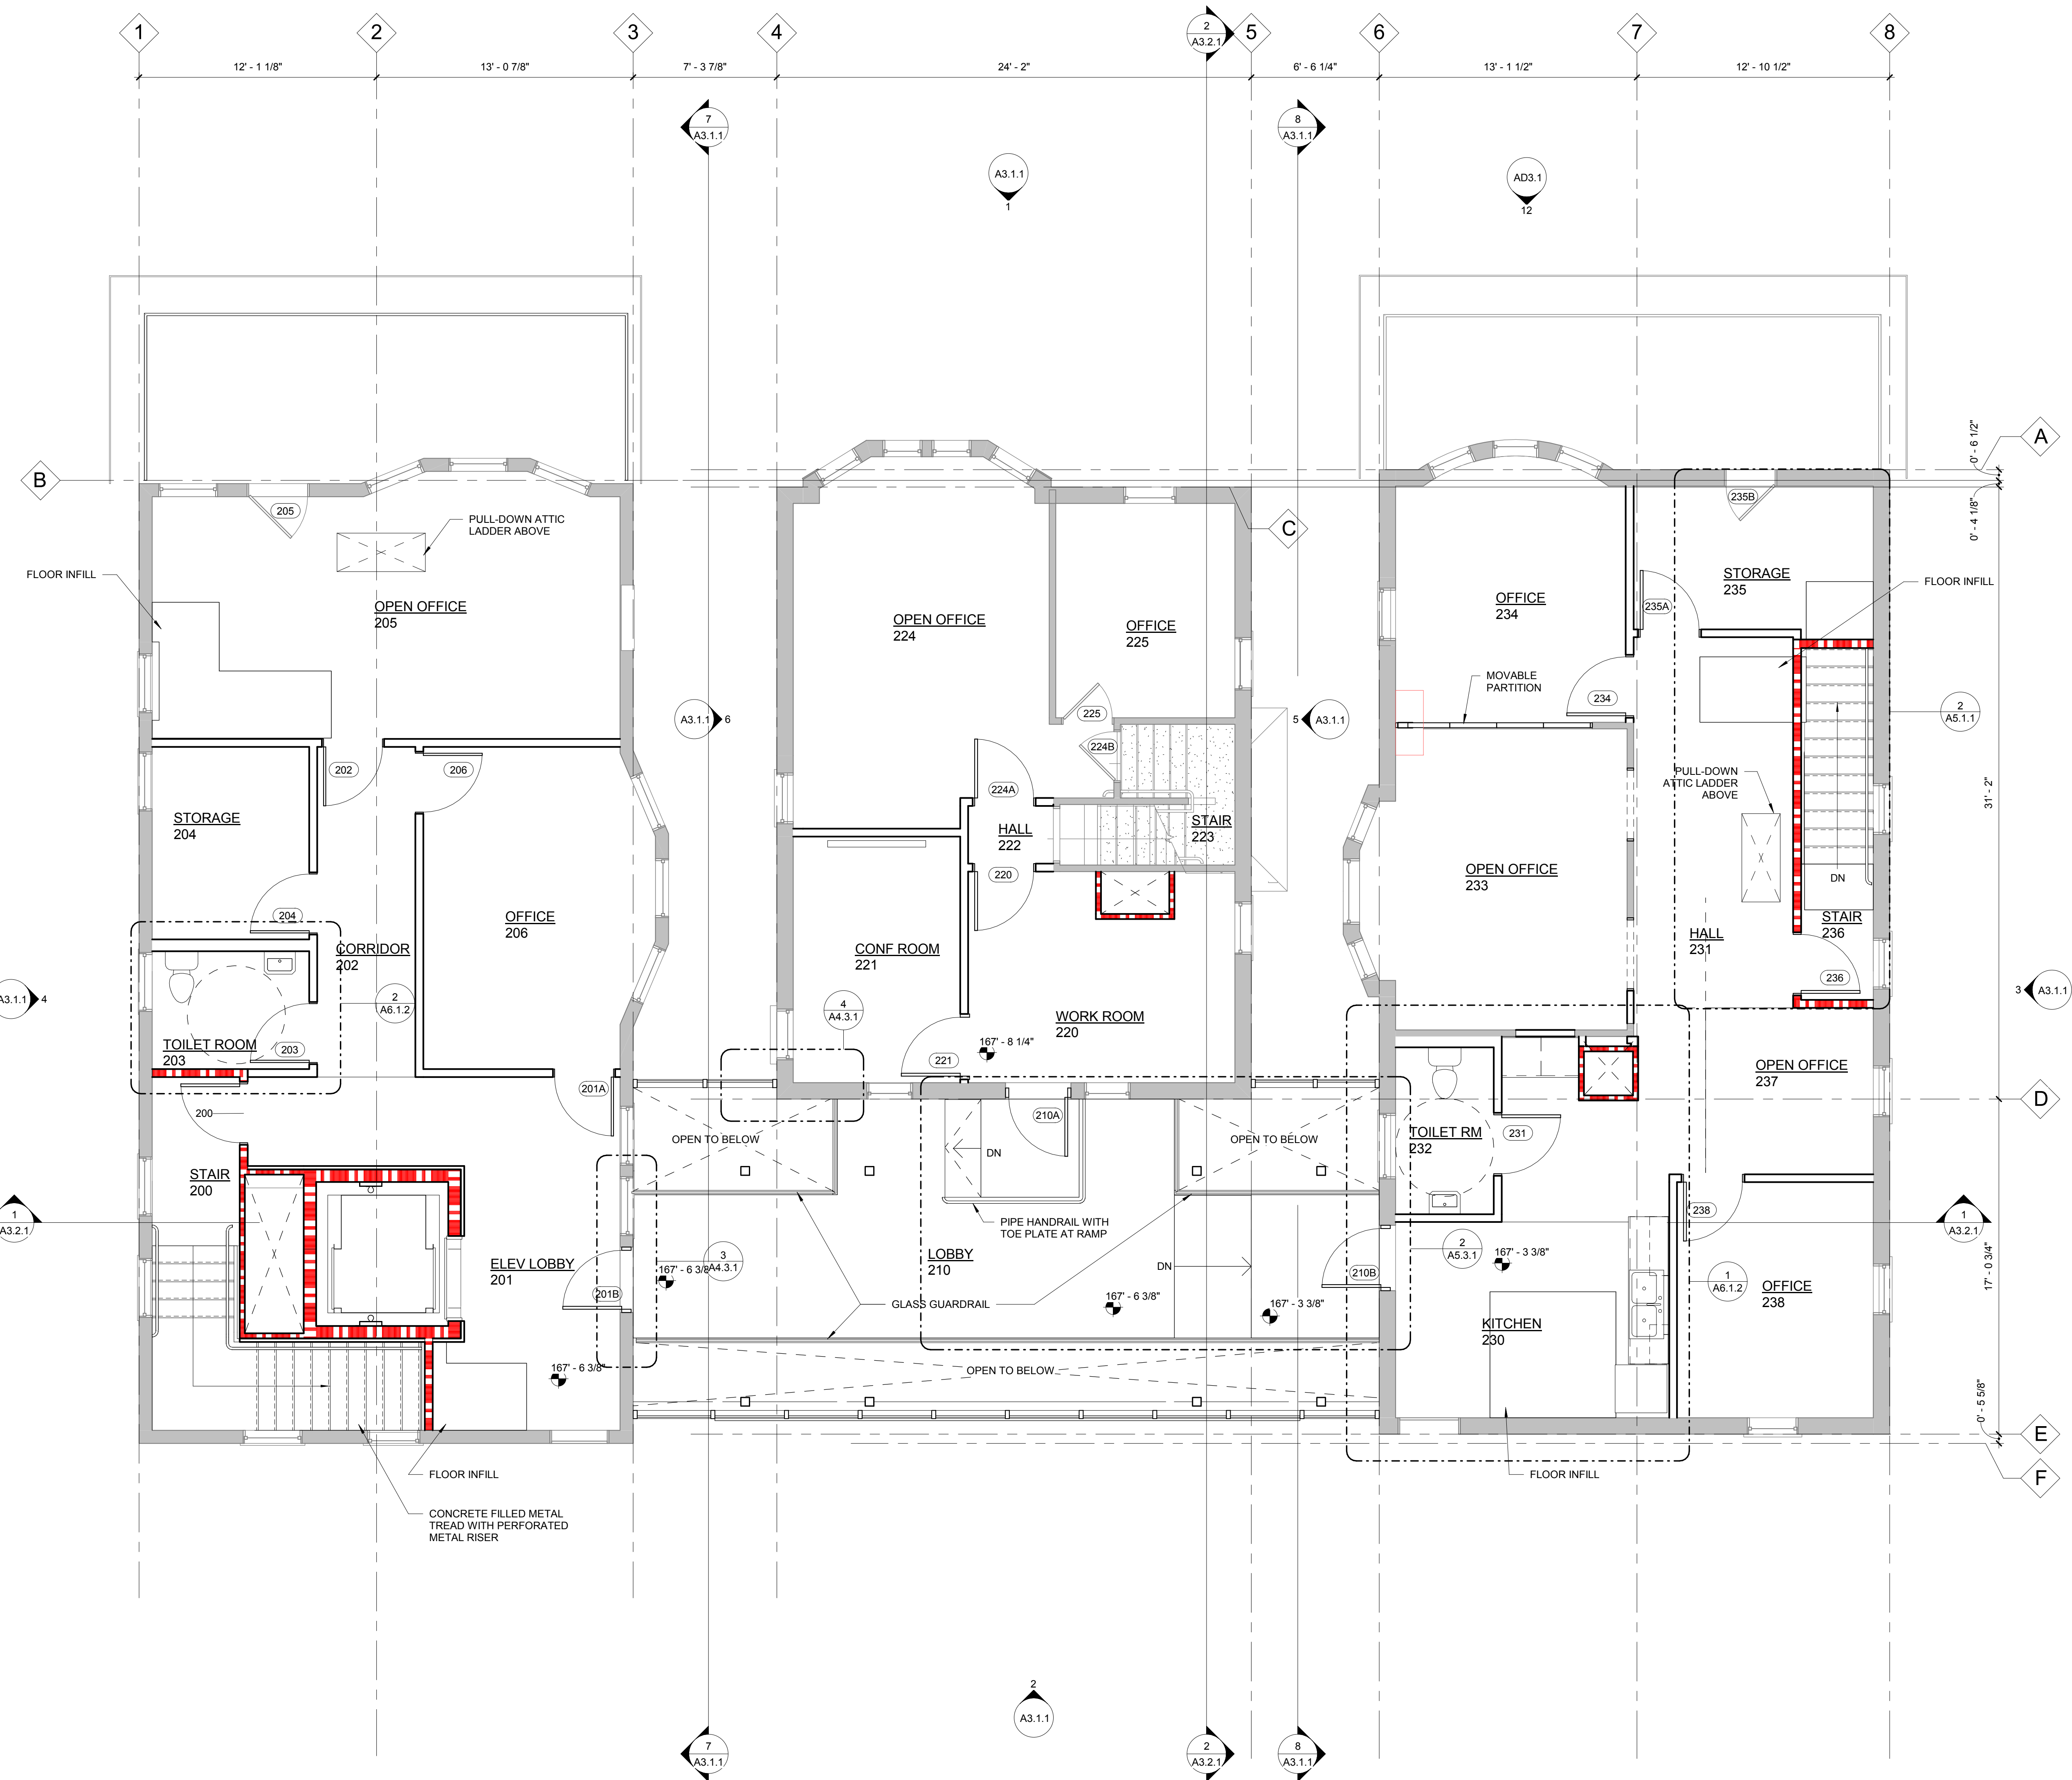 1
2
3
4
2
A3.2.1
5
6
7
8
12' - 1 1/8"
13' - 0 7/8"
7' - 3 7/8"
24' - 2"
6' - 6 1/4"
13' - 1 1/2"
12' - 10 1/2"
7
A3.1.1
8
A3.1.1
A3.1.1
1
AD3.1
12
A
0' - 6 1/2"
B
205
235B
PULL-DOWN ATTIC
LADDER ABOVE
C
0' - 4 1/8"
FLOOR INFILL
STORAGE
235
FLOOR INFILL
OPEN OFFICE
205
OPEN OFFICE
224
OFFICE
225
OFFICE
234
235A
MOVABLE
PARTITION
234
A3.1.1
6
225
5
A3.1.1
2
A5.1.1
224B
202
206
224A
PULL-DOWN
ATTIC LADDER
ABOVE
31' - 2"
STORAGE
204
HALL
222
STAIR
223
220
OPEN OFFICE
233
DN
204
OFFICE
206
STAIR
236
HALL
231
CORRIDOR
202
CONF ROOM
221
236
A3.1.1
4
2
A6.1.2
4
A4.3.1
WORK ROOM
220
3
A3.1.1
TOILET ROOM
203
203
167' - 8 1/4"
221
OPEN OFFICE
237
201A
200
210A
D
OPEN TO BELOW
DN
OPEN TO BELOW
TOILET RM
232
231
STAIR
200
PIPE HANDRAIL WITH
TOE PLATE AT RAMP
238
1
A3.2.1
1
A3.2.1
ELEV LOBBY
201
201B
167' - 6 3/8"
3
A4.3.1
LOBBY
210
DN
210B
2
A5.3.1
167' - 3 3/8"
1
A6.1.2
OFFICE
238
17' - 0 3/4"
GLASS GUARDRAIL
167' - 6 3/8"
167' - 3 3/8"
KITCHEN
230
167' - 6 3/8"
OPEN TO BELOW
0' - 5 5/8"
E
FLOOR INFILL
FLOOR INFILL
F
CONCRETE FILLED METAL
TREAD WITH PERFORATED
METAL RISER
2
A3.1.1
7
A3.1.1
2
A3.2.1
8
A3.1.1